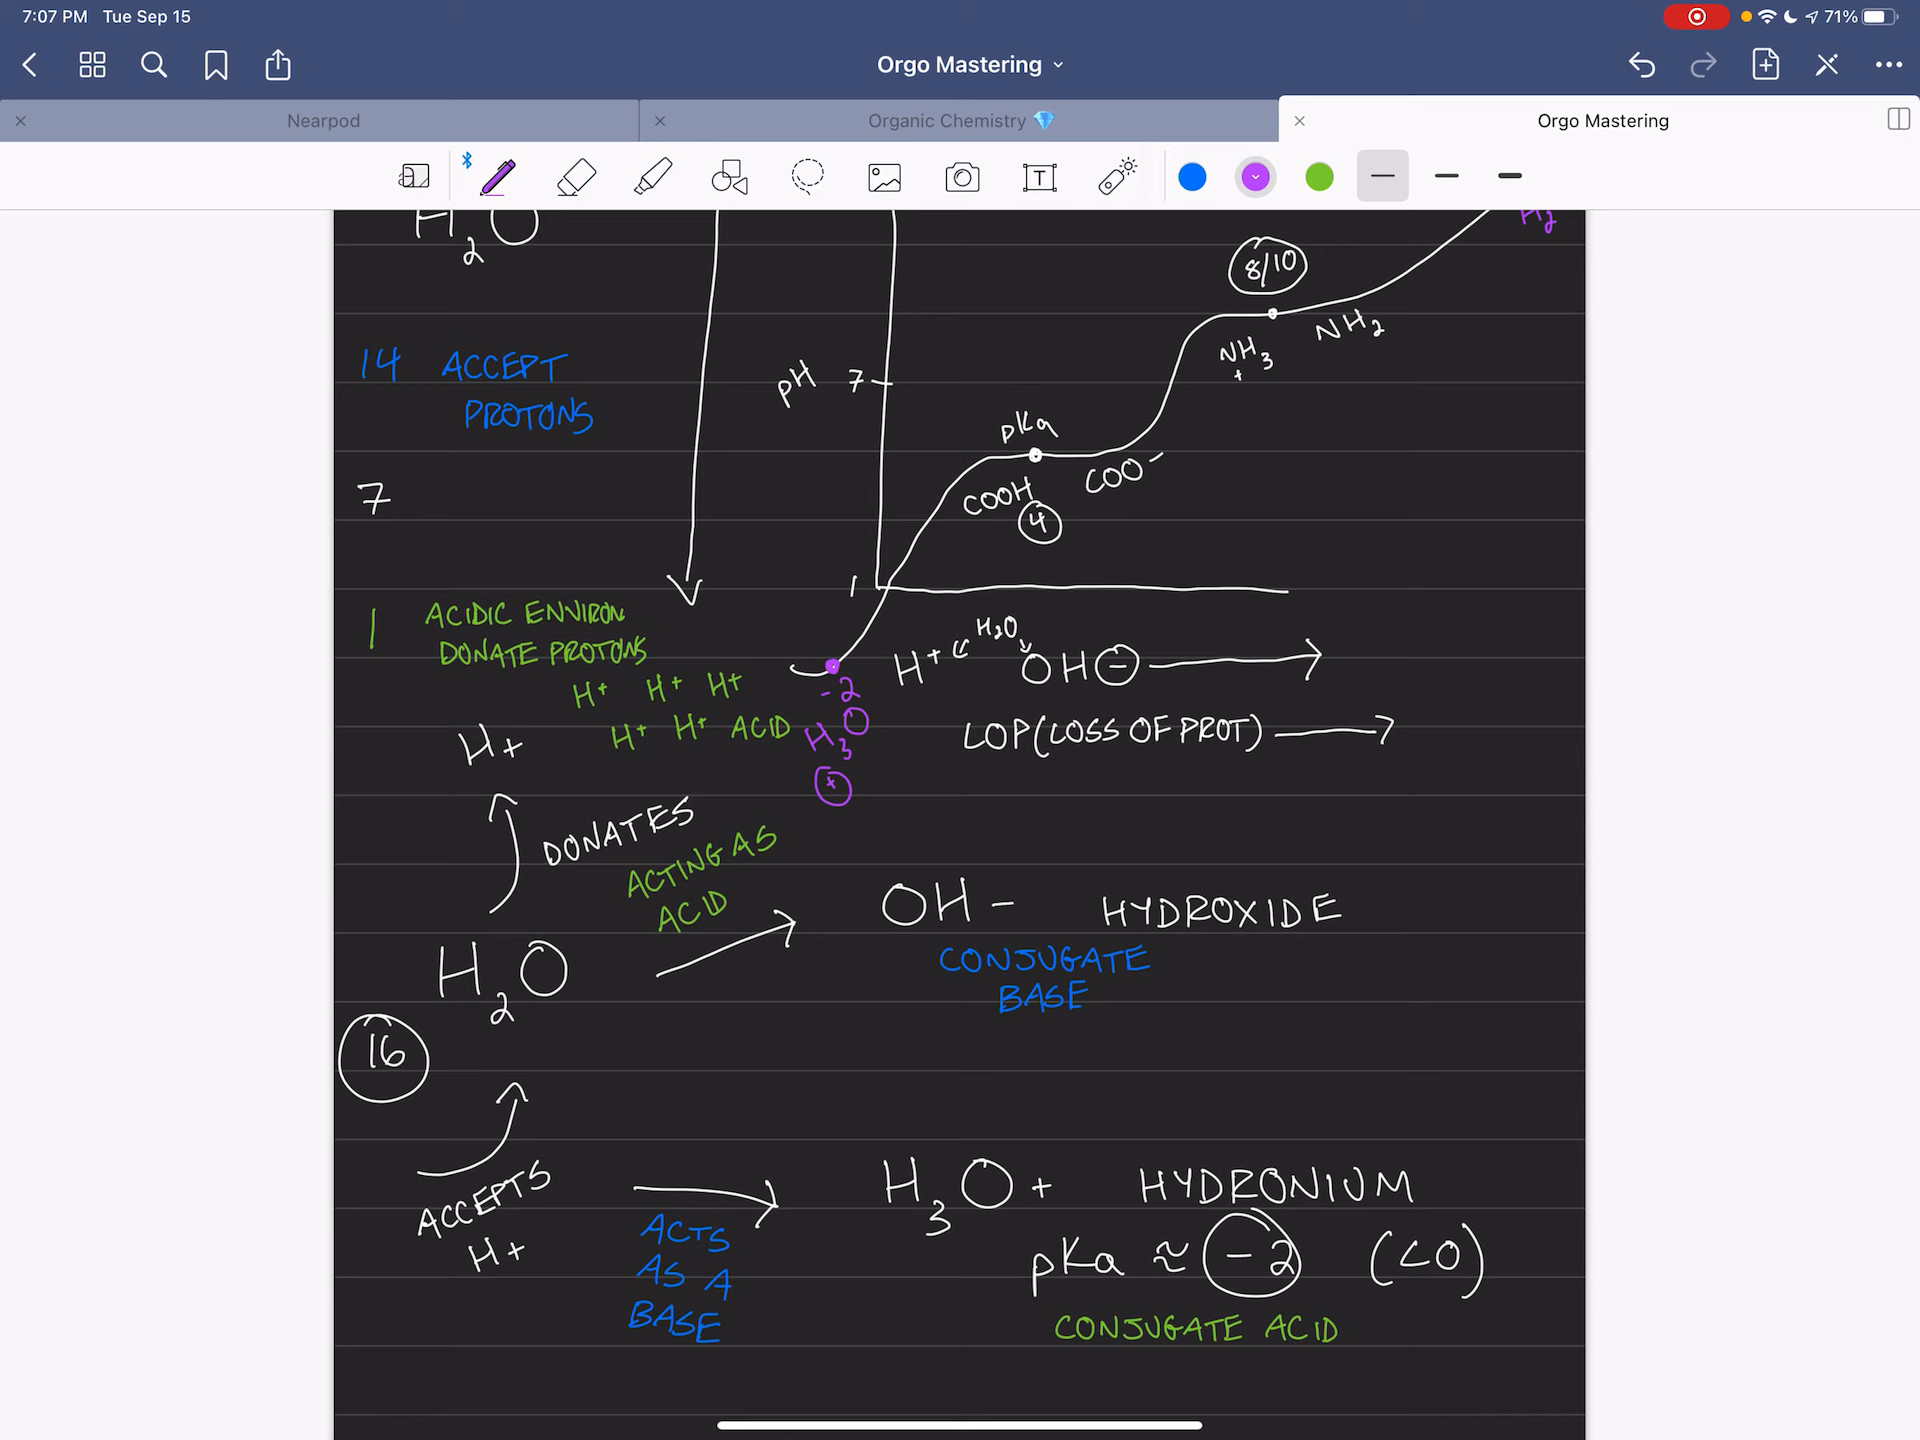 7:07 PM Tue Sep 15
71%
Orgo Mastering
Nearpod
Organic Chemistry 💎
Orgo Mastering
T
H2O
H2
8/10
14 ACCEPT
PROTONS
pH 7
NH3
+
NH2
pKa
COOH
COO-
4
7
1
1 ACIDIC ENVIRON
DONATE PROTONS
H+ H+ H+
H+ H+ ACID
H2O
H+ OH-
-2
H3O
+
LOP (LOSS OF PROT)
H+
DONATES
ACTING AS
ACID
OH- HYDROXIDE
CONJUGATE
BASE
H2O
16
ACCEPTS
H+
ACTS
AS A
BASE
H3O+ HYDRONIUM
pKa ≈ -2 (<0)
CONJUGATE ACID